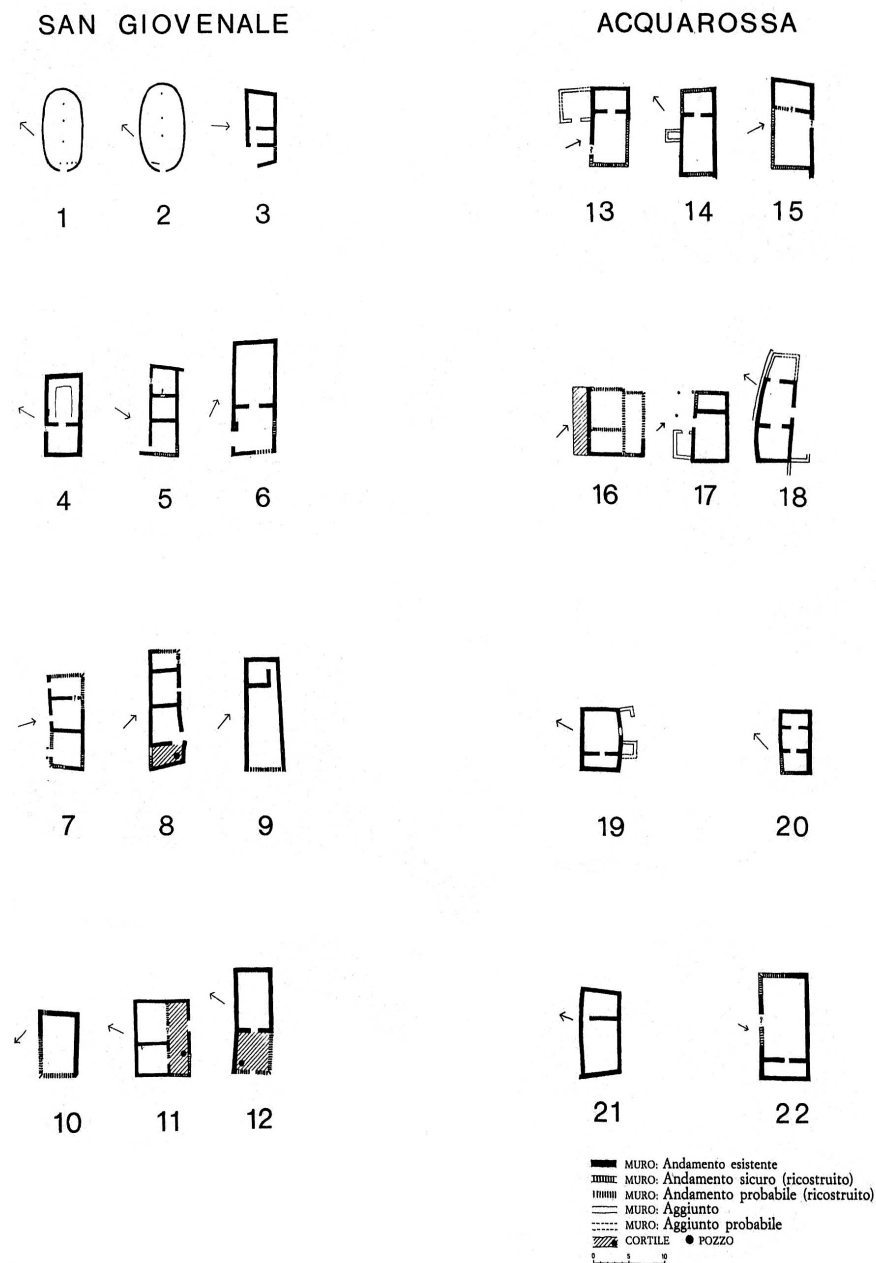 SAN GIOVENALE
ACQUAROSSA
1 2 3
13 14 15
4 5 6
16 17 18
7 8 9
19 20
10 11 12
21 22
MURO: Andamento esistente
MURO: Andamento sicuro (ricostruito)
MURO: Andamento probabile (ricostruito)
MURO: Aggiunto
MURO: Aggiunto probabile
CORTILE POZZO
0 5 10